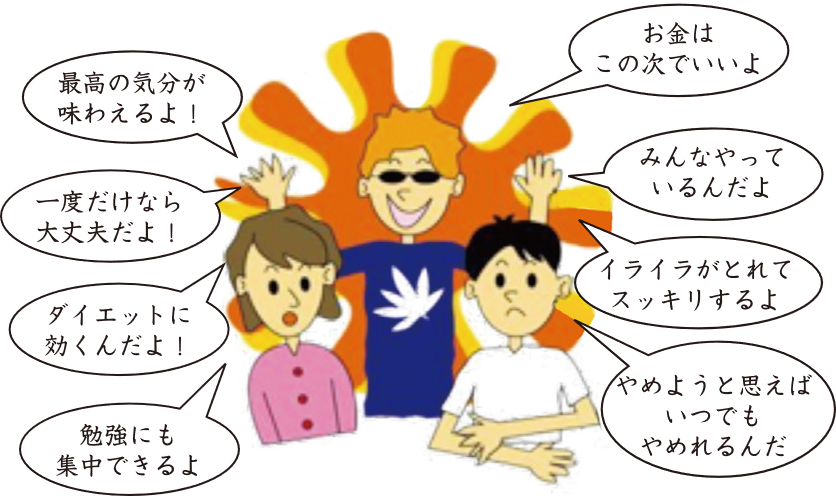 最高の気分が
味わえるよ！
一度だけなら
大丈夫だよ！
ダイエットに
効くんだよ！
勉強にも
集中できるよ
お金は
この次でいいよ
みんなやって
いるんだよ
イライラがとれて
スッキリするよ
やめようと思えば
いつでも
やめれるんだ